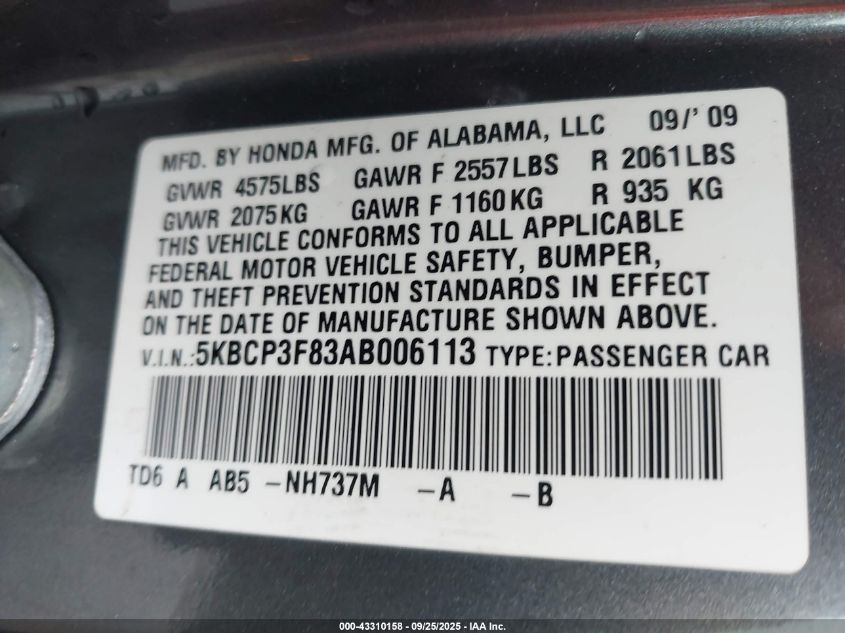 MFD. BY HONDA MFG. OF ALABAMA, LLC 09/'09
GVWR 4575LBS GAWR F 2557LBS R 2061LBS
GVWR 2075KG GAWR F 1160KG R 935 KG
THIS VEHICLE CONFORMS TO ALL APPLICABLE
FEDERAL MOTOR VEHICLE SAFETY, BUMPER,
AND THEFT PREVENTION STANDARDS IN EFFECT
ON THE DATE OF MANUFACTURE SHOWN ABOVE.
V.I.N.:5KBCP3F83AB006113 TYPE:PASSENGER CAR
TD6 A AB5 -NH737M -A -B
000-43310158 - 09/25/2025 - IAA Inc.